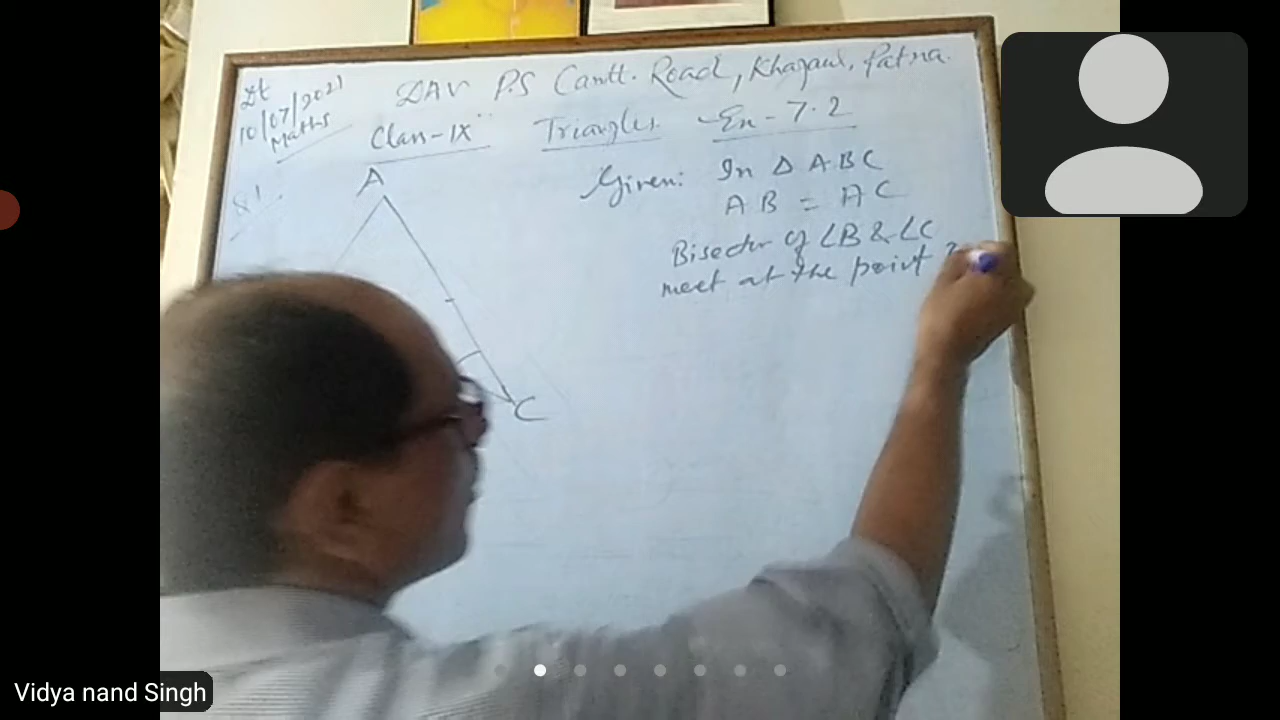 Dt
10/07/2021
Maths
DAV P.S Cantt. Road, Khagaul, Patna.
Class-IX
Triangles
Ex-7.2
Q1.
A
C
Given: In Δ ABC
AB = AC
Bisector of ∠B & ∠C
meet at the point
Vidya nand Singh